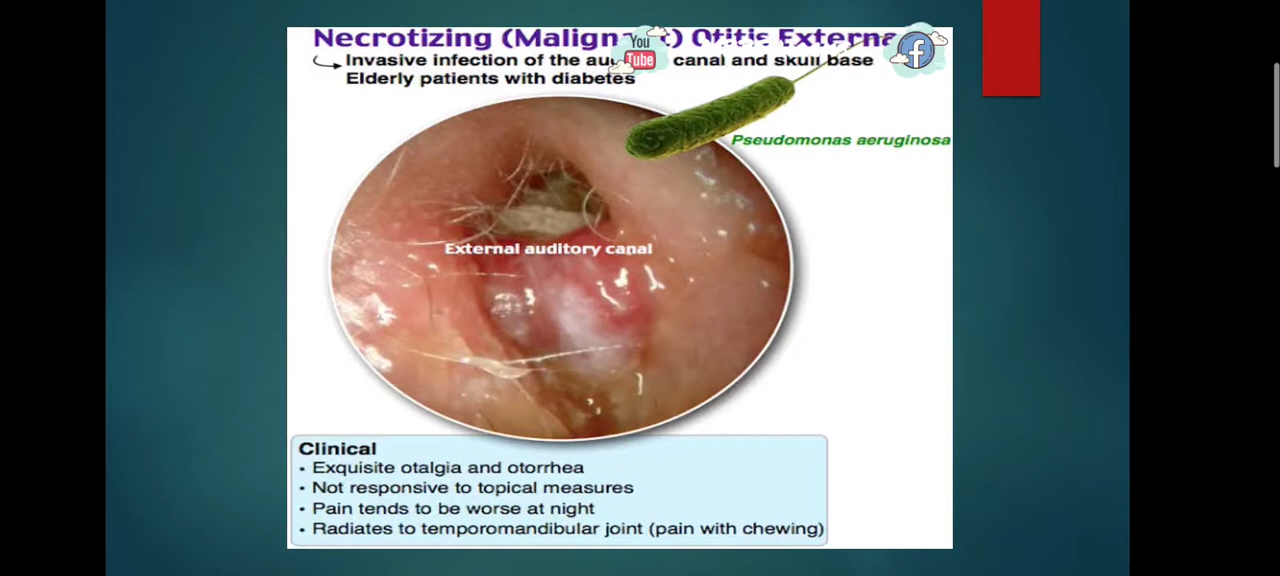 Necrotizing (Malignant) Otitis Externa
You
Tube
Invasive infection of the canal and skull base
Elderly patients with diabetes
Pseudomonas aeruginosa
External auditory canal
Clinical
• Exquisite otalgia and otorrhea
• Not responsive to topical measures
• Pain tends to be worse at night
• Radiates to temporomandibular joint (pain with chewing)